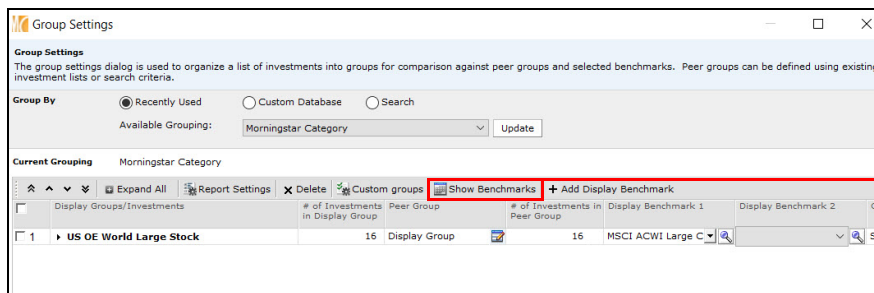 Group Settings
Group Settings
The group settings dialog is used to organize a list of investments into groups for comparison against peer groups and selected benchmarks. Peer groups can be defined using existing
investment lists or search criteria.
Group By Recently Used Custom Database Search
Available Grouping: Morningstar Category Update
Current Grouping Morningstar Category
Expand All Report Settings Delete Custom groups Show Benchmarks Add Display Benchmark
Display Groups/Investments # of Investments Peer Group # of Investments in Display Benchmark 1 Display Benchmark 2
in Display Group Peer Group
1 US OE World Large Stock 16 Display Group 16 MSCI ACWI Large C